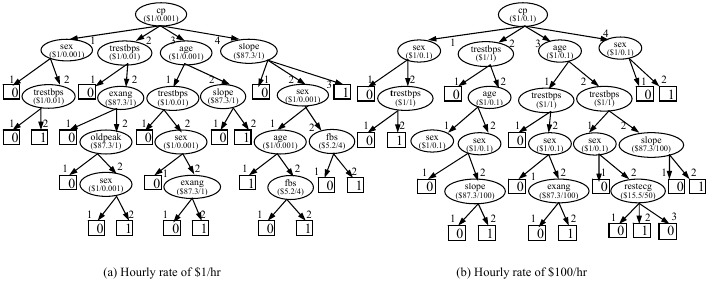 cp
($1/0.001)
1 2 3 4
sex
($1/0.001)
trestbps
($1/0.01)
age
($1/0.001)
slope
($87.3/1)
1 2 1 2 1 2 1 2 3
0
trestbps
($1/0.01)
0
exang
($87.3/1)
trestbps
($1/0.01)
slope
($87.3/1)
0
sex
($1/0.001)
1
1 2 1 2 1 2 1 2 1 2
0 1
oldpeak
($87.3/1)
0
sex
($1/0.001)
0 1
age
($1/0.001)
fbs
($5.2/4)
1 2 1 2 1 2 1 2
0
sex
($1/0.001)
0
exang
($87.3/1)
1
fbs
($5.2/4)
0 1
1 2 1 2 1 2
0 1 0 1 0 1
(a) Hourly rate of $1/hr
cp
($1/0.1)
1 2 3 4
sex
($1/0.1)
trestbps
($1/1)
age
($1/0.1)
sex
($1/0.1)
1 2 1 2 1 2 1 2
0
trestbps
($1/1)
0
age
($1/0.1)
trestbps
($1/1)
trestbps
($1/1)
0 1
1 2 1 2 1 2 1 2
0 1
sex
($1/0.1)
sex
($1/0.1)
0
sex
($1/0.1)
sex
($1/0.1)
slope
($87.3/100)
1 2 1 2 1 2 1 2
0
slope
($87.3/100)
0
exang
($87.3/100)
0
restecg
($15.5/50)
0 1
1 2 1 2 1 2 3
0 1 0 1 0 1 0
(b) Hourly rate of $100/hr